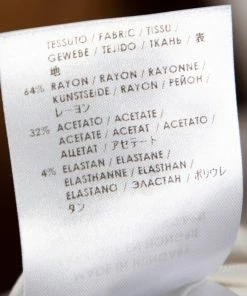 TESSUTO / FABRIC / TISSU /
GEWEBE / TEJIDO / ТКАНЬ / 表
地
64% RAYON / RAYON / RAYONNE /
KUNSTSEIDE / RAYON / РЕЙОН /
レーヨン
32% ACETATO / ACETATE /
ACETATE / ACETAT / ACETATO /
АЦЕТАТ / アセテート
4% ELASTAN / ELASTANE /
ELASTHANNE / ELASTHAN /
ELASTANO / ЭЛАСТАН / ポリウレ
タン